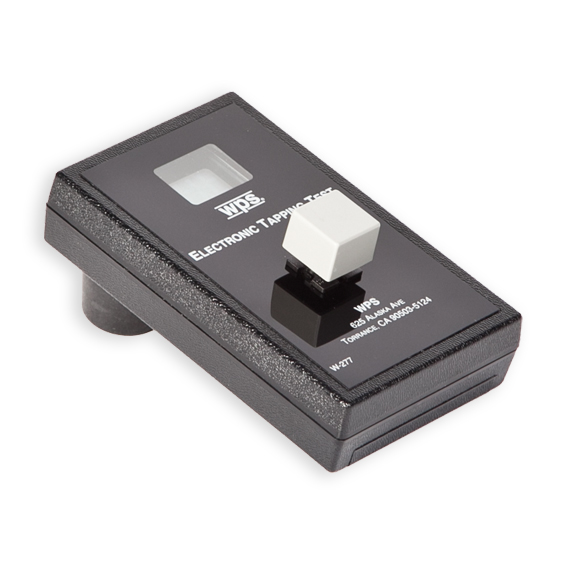 wps.
ELECTRONIC TAPPING TEST
WPS
625 ALASKA AVE
TORRANCE, CA 90503-5124
W-277